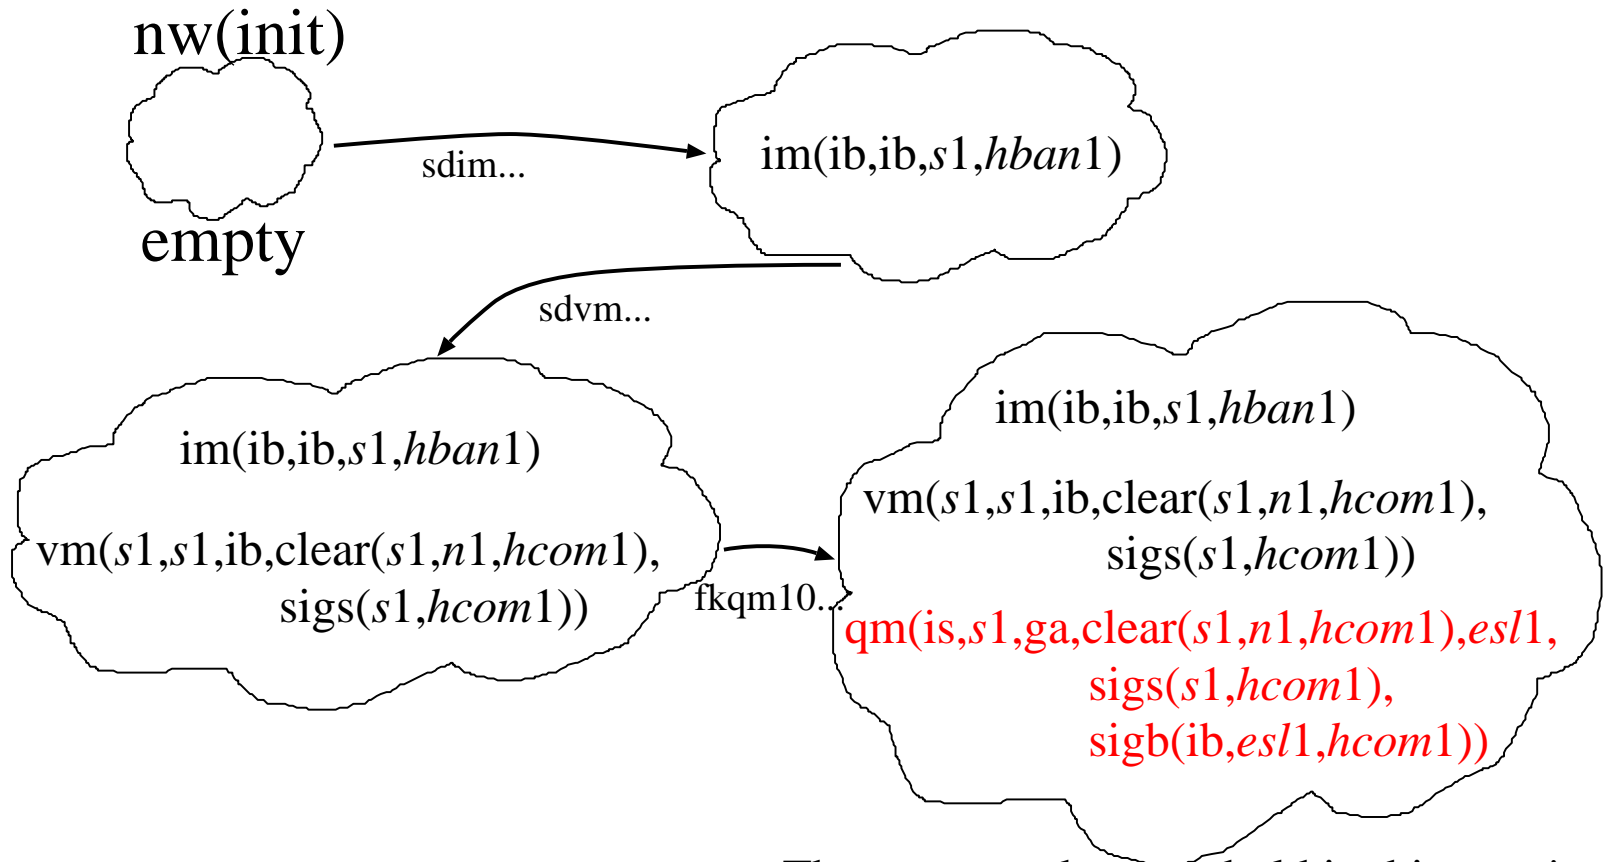 nw(init)
empty
sdim...
im(ib,ib,s1,hban1)
sdvm...
im(ib,ib,s1,hban1)
vm(s1,s1,ib,clear(s1,n1,hcom1),
sigs(s1,hcom1))
fkqm10...
im(ib,ib,s1,hban1)
vm(s1,s1,ib,clear(s1,n1,hcom1),
sigs(s1,hcom1))
qm(is,s1,ga,clear(s1,n1,hcom1),esl1,
sigs(s1,hcom1),
sigb(ib,esl1,hcom1))